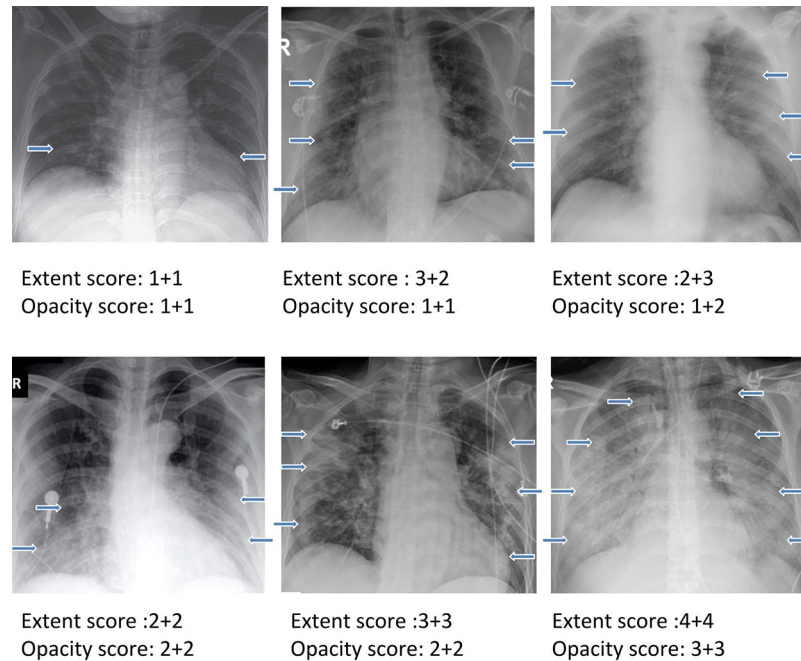 R
Extent score: 1+1
Opacity score: 1+1
Extent score : 3+2
Opacity score: 1+1
Extent score :2+3
Opacity score: 1+2
R
R
Extent score :2+2
Opacity score: 2+2
Extent score :3+3
Opacity score: 2+2
Extent score :4+4
Opacity score: 3+3